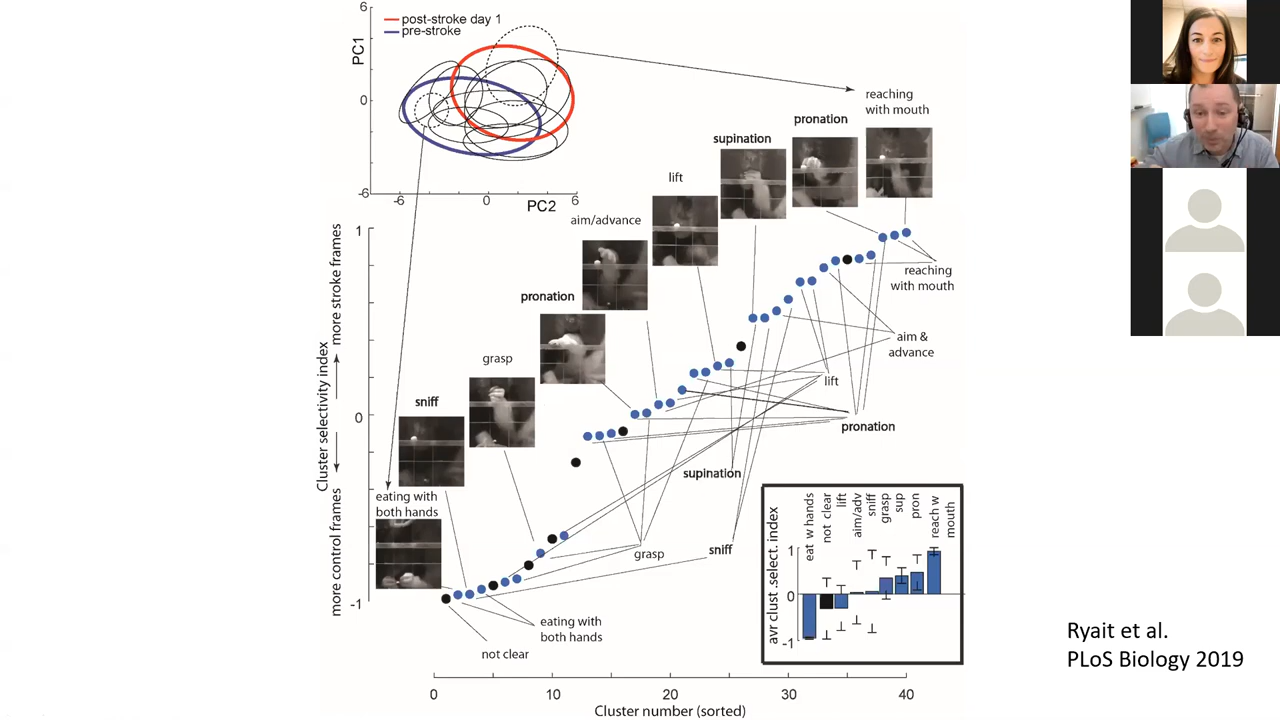 6
post-stroke day 1
pre-stroke
PC1
0
-6
-6
0
6
PC2
reaching
with mouth
pronation
supination
lift
aim/advance
pronation
grasp
sniff
eating with
both hands
1
0
-1
Cluster selectivity index
more stroke frames
more control frames
reaching
with mouth
aim &
advance
lift
pronation
supination
sniff
grasp
eating with
both hands
not clear
eat w hands
not clear
lift
aim/adv
sniff
grasp
sup
pron
reach w
mouth
avr clust .select. index
1
0
-1
0
10
20
30
40
Cluster number (sorted)
Ryait et al.
PLoS Biology 2019